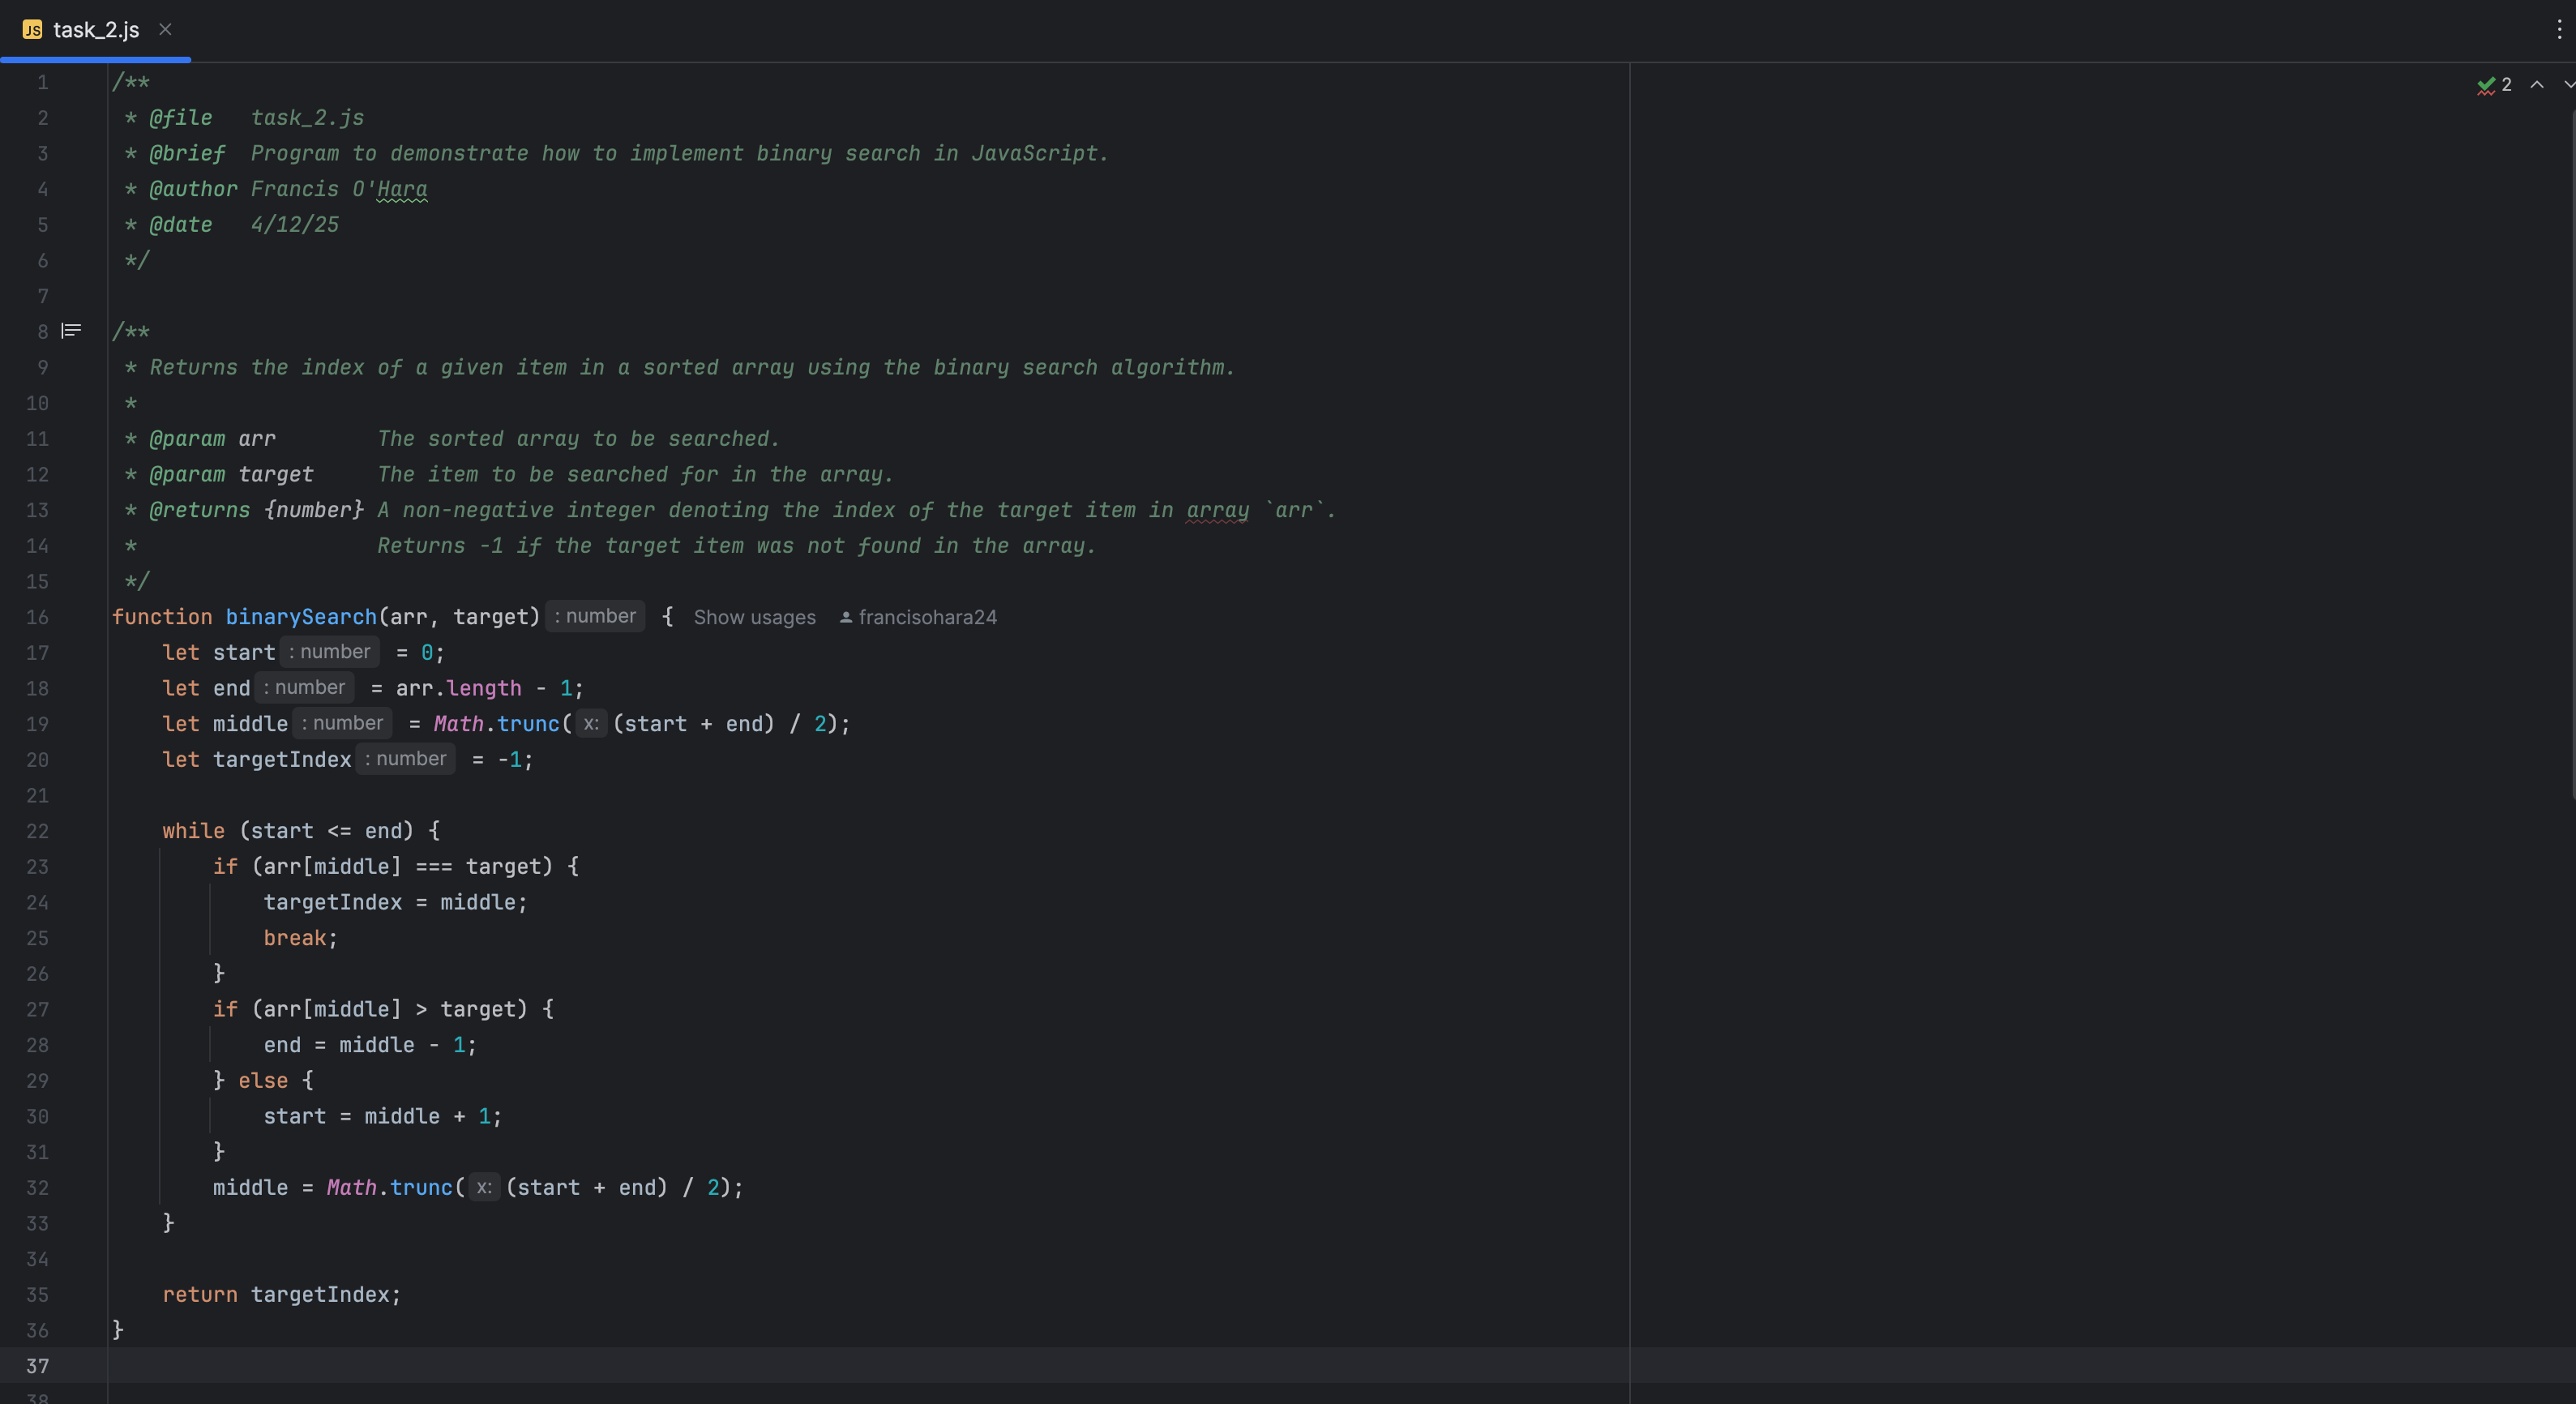 JS task_2.js ×
2
1 /**
2  * @file   task_2.js
3  * @brief  Program to demonstrate how to implement binary search in JavaScript.
4  * @author Francis O'Hara
5  * @date   4/12/25
6  */
7
8 /**
9  * Returns the index of a given item in a sorted array using the binary search algorithm.
10  *
11  * @param arr        The sorted array to be searched.
12  * @param target     The item to be searched for in the array.
13  * @returns {number} A non-negative integer denoting the index of the target item in array `arr`.
14  *                   Returns -1 if the target item was not found in the array.
15  */
16 function binarySearch(arr, target) : number { Show usages francisohara24
17     let start : number = 0;
18     let end : number = arr.length - 1;
19     let middle : number = Math.trunc( x: (start + end) / 2);
20     let targetIndex : number = -1;
21
22     while (start <= end) {
23         if (arr[middle] === target) {
24             targetIndex = middle;
25             break;
26         }
27         if (arr[middle] > target) {
28             end = middle - 1;
29         } else {
30             start = middle + 1;
31         }
32         middle = Math.trunc( x: (start + end) / 2);
33     }
34
35     return targetIndex;
36 }
37
38